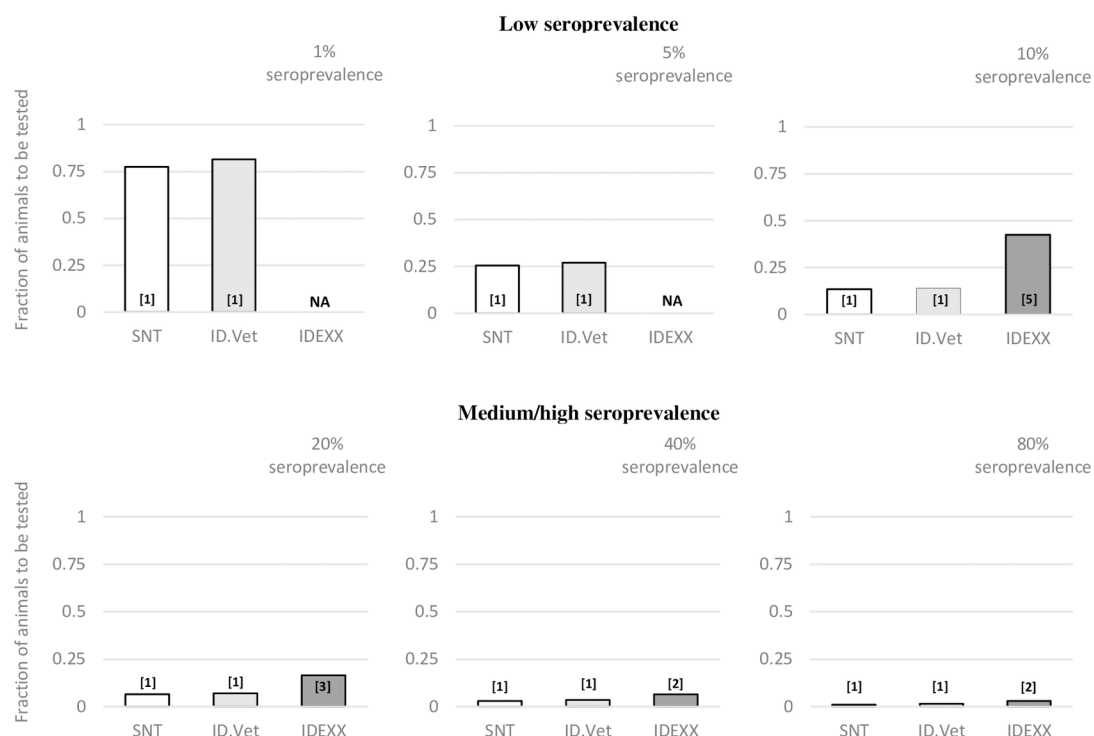 Low seroprevalence
1%
seroprevalence
5%
seroprevalence
10%
seroprevalence
Fraction of animals to be tested
1
0.75
0.5
0.25
0
[1]
[1]
NA
SNT
ID.Vet
IDEXX
1
0.75
0.5
0.25
0
[1]
[1]
NA
SNT
ID.Vet
IDEXX
1
0.75
0.5
0.25
0
[1]
[1]
[5]
SNT
ID.Vet
IDEXX
Medium/high seroprevalence
20%
seroprevalence
40%
seroprevalence
80%
seroprevalence
Fraction of animals to be tested
1
0.75
0.5
0.25
0
[1]
[1]
[3]
SNT
ID.Vet
IDEXX
1
0.75
0.5
0.25
0
[1]
[1]
[2]
SNT
ID.Vet
IDEXX
1
0.75
0.5
0.25
0
[1]
[1]
[2]
SNT
ID.Vet
IDEXX